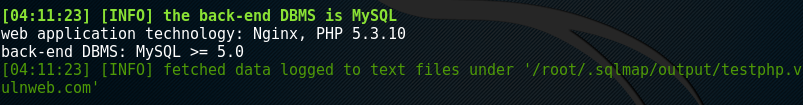 [04:11:23] [INFO] the back-end DBMS is MySQL
web application technology: Nginx, PHP 5.3.10
back-end DBMS: MySQL >= 5.0
[04:11:23] [INFO] fetched data logged to text files under '/root/.sqlmap/output/testphp.v
ulnweb.com'